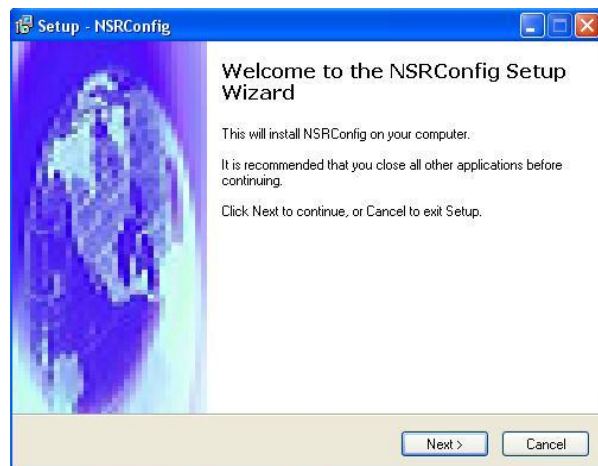 Setup - NSRConfig
Welcome to the NSRConfig Setup
Wizard
This will install NSRConfig on your computer.
It is recommended that you close all other applications before
continuing.
Click Next to continue, or Cancel to exit Setup.
Next >
Cancel